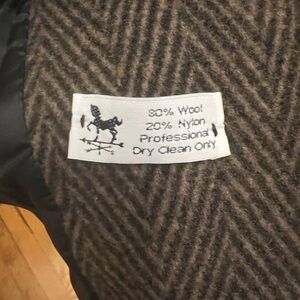 80% Wool
20% Nylon
Professional
Dry Clean Only